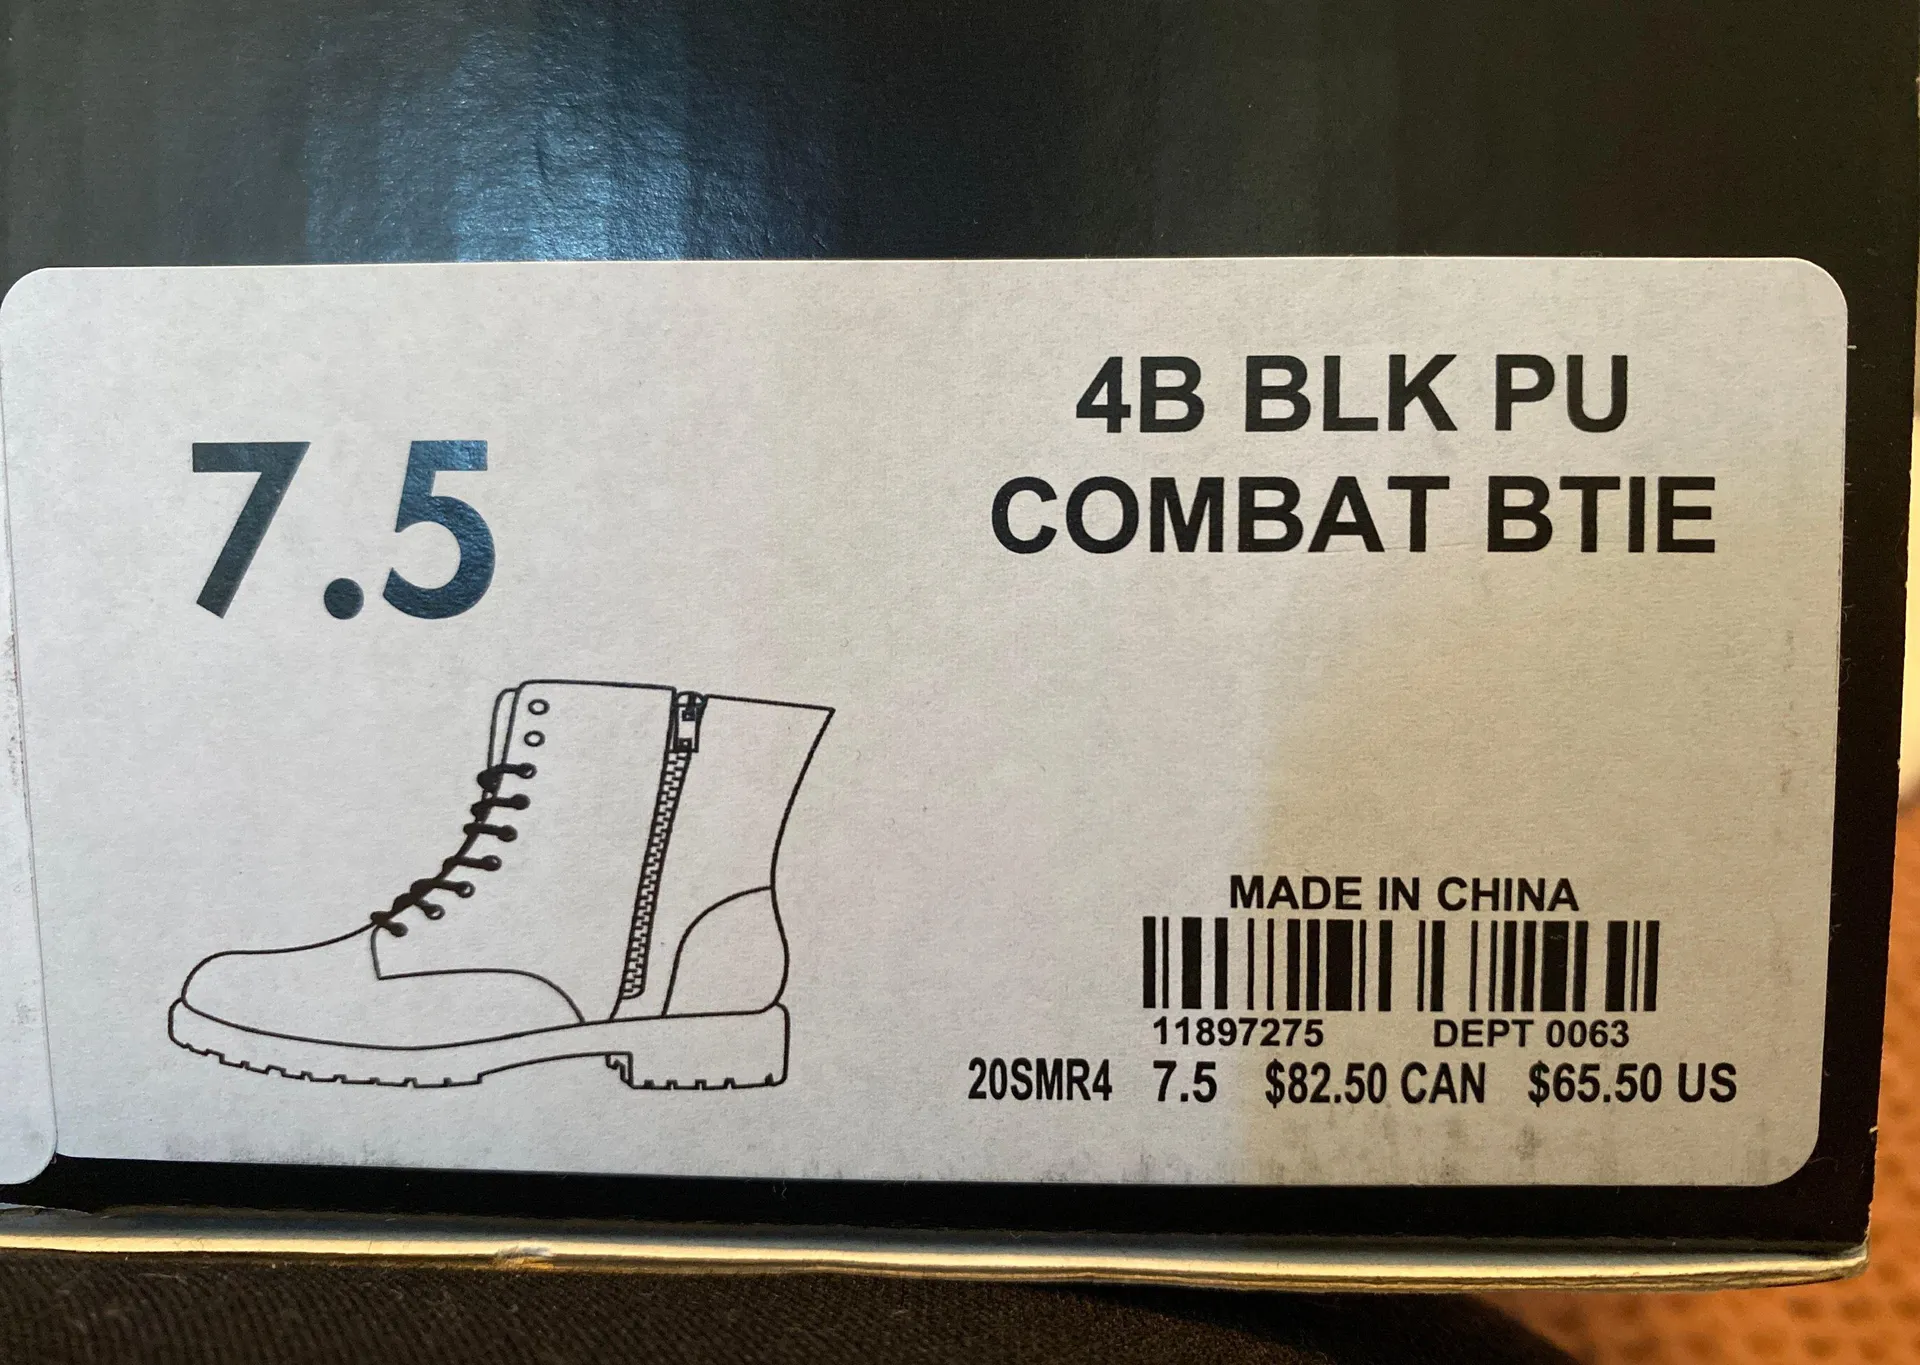 7.5
4B BLK PU
COMBAT BTIE
MADE IN CHINA
11897275 DEPT 0063
20SMR4 7.5 $82.50 CAN $65.50 US